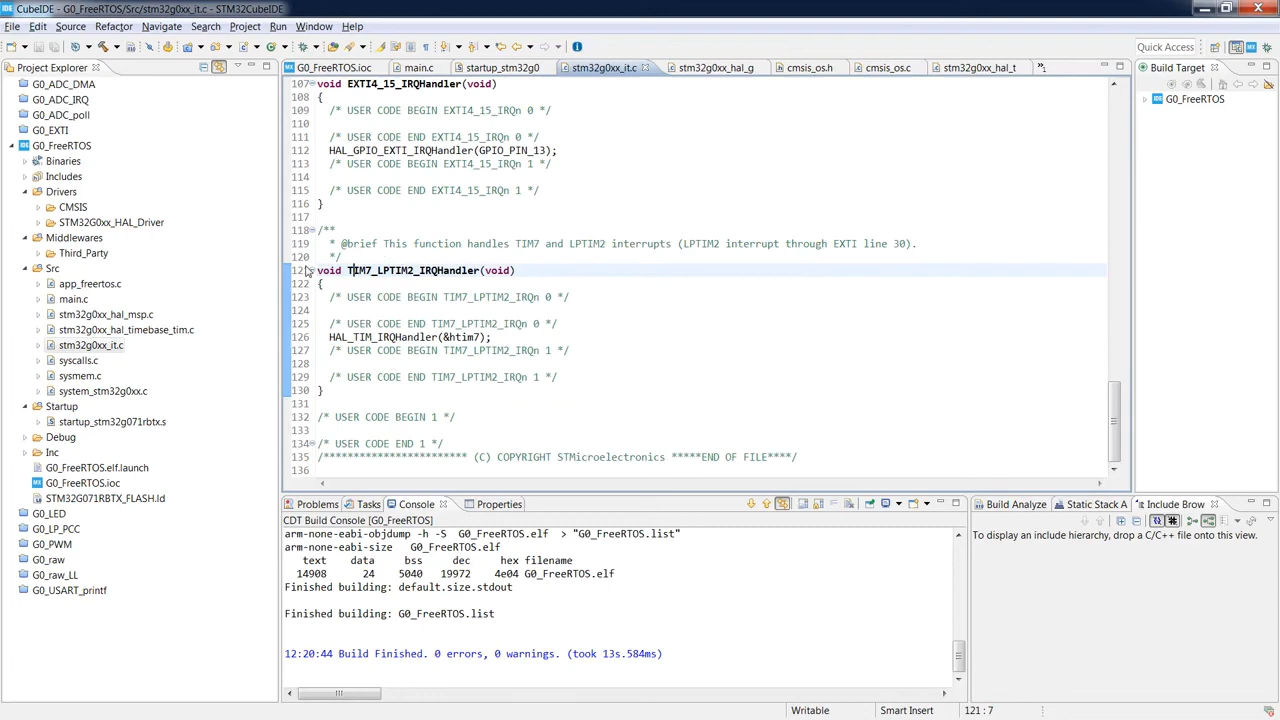 CubeIDE - G0_FreeRTOS/Src/stm32g0xx_it.c - STM32CubeIDE
File Edit Source Refactor Navigate Search Project Run Window Help
Quick Access
Project Explorer
G0_ADC_DMA
G0_ADC_IRQ
G0_ADC_poll
G0_EXTI
G0_FreeRTOS
Binaries
Includes
Drivers
CMSIS
STM32G0xx_HAL_Driver
Middlewares
Third_Party
Src
app_freertos.c
main.c
stm32g0xx_hal_msp.c
stm32g0xx_hal_timebase_tim.c
stm32g0xx_it.c
syscalls.c
sysmem.c
system_stm32g0xx.c
Startup
startup_stm32g071rbtx.s
Debug
Inc
G0_FreeRTOS.elf.launch
G0_FreeRTOS.ioc
STM32G071RBTX_FLASH.ld
G0_LED
G0_LP_PCC
G0_PWM
G0_raw
G0_raw_LL
G0_USART_printf
G0_FreeRTOS.ioc main.c startup_stm32g0 stm32g0xx_it.c stm32g0xx_hal_g cmsis_os.h cmsis_os.c stm32g0xx_hal_t »1
107 void EXTI4_15_IRQHandler(void)
108 {
109 /* USER CODE BEGIN EXTI4_15_IRQn 0 */
110
111 /* USER CODE END EXTI4_15_IRQn 0 */
112 HAL_GPIO_EXTI_IRQHandler(GPIO_PIN_13);
113 /* USER CODE BEGIN EXTI4_15_IRQn 1 */
114
115 /* USER CODE END EXTI4_15_IRQn 1 */
116 }
117
118 /**
119 * @brief This function handles TIM7 and LPTIM2 interrupts (LPTIM2 interrupt through EXTI line 30).
120 */
121 void TIM7_LPTIM2_IRQHandler(void)
122 {
123 /* USER CODE BEGIN TIM7_LPTIM2_IRQn 0 */
124
125 /* USER CODE END TIM7_LPTIM2_IRQn 0 */
126 HAL_TIM_IRQHandler(&htim7);
127 /* USER CODE BEGIN TIM7_LPTIM2_IRQn 1 */
128
129 /* USER CODE END TIM7_LPTIM2_IRQn 1 */
130 }
131
132 /* USER CODE BEGIN 1 */
133
134 /* USER CODE END 1 */
135 /************************ (C) COPYRIGHT STMicroelectronics *****END OF FILE****/
136
Build Target
G0_FreeRTOS
Problems Tasks Console Properties
CDT Build Console [G0_FreeRTOS]
arm-none-eabi-objdump -h -S G0_FreeRTOS.elf > "G0_FreeRTOS.list"
arm-none-eabi-size G0_FreeRTOS.elf
text data bss dec hex filename
14908 24 5040 19972 4e04 G0_FreeRTOS.elf
Finished building: default.size.stdout
Finished building: G0_FreeRTOS.list
12:20:44 Build Finished. 0 errors, 0 warnings. (took 13s.584ms)
Build Analyze Static Stack A Include Brow
To display an include hierarchy, drop a C/C++ file onto this view.
Writable Smart Insert 121 : 7